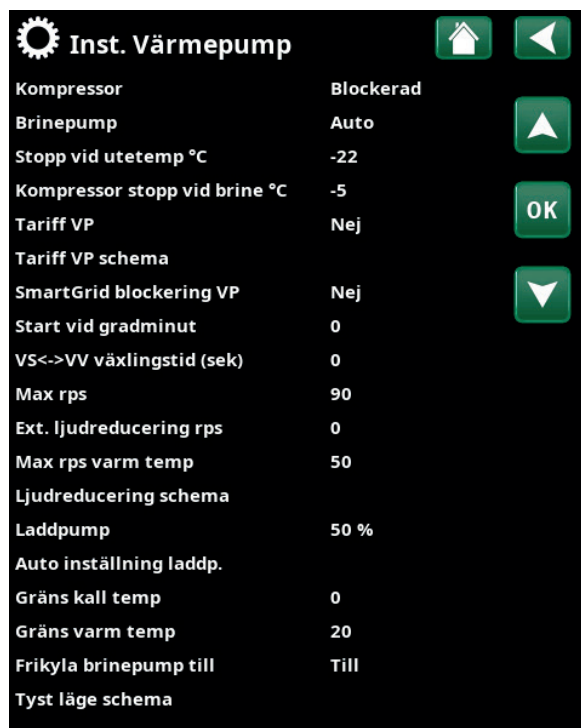 Inst. Värmepump
Kompressor Blockerad
Brinepump Auto
Stopp vid utetemp °C -22
Kompressor stopp vid brine °C -5
OK
Tariff VP Nej
Tariff VP schema
SmartGrid blockering VP Nej
Start vid gradminut 0
VS<->VV växlingstid (sek) 0
Max rps 90
Ext. ljudreducering rps 0
Max rps varm temp 50
Ljudreducering schema
Laddpump 50 %
Auto inställning laddp.
Gräns kall temp 0
Gräns varm temp 20
Frikyla brinepump till Till
Tyst läge schema